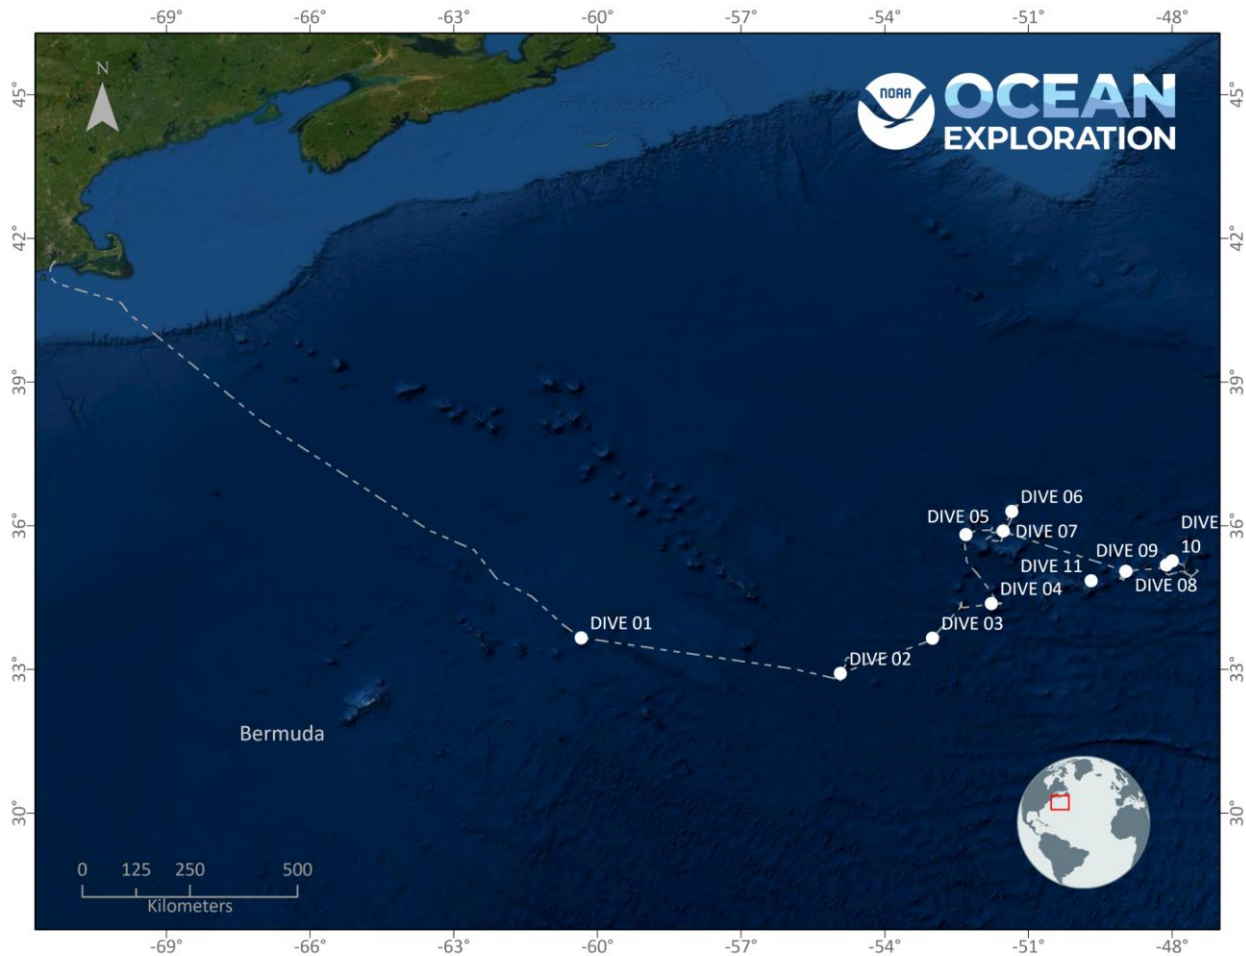 -69° -66° -63° -60° -57° -54° -51° -48°
45°
42°
39°
36°
33°
30°
N
NOAA
OCEAN
EXPLORATION
45°
42°
39°
36°
33°
30°
DIVE 06
DIVE 05
DIVE 07
DIVE
10
DIVE 09
DIVE 11
DIVE 08
DIVE 04
DIVE 01
DIVE 03
DIVE 02
Bermuda
0 125 250 500
Kilometers
-69° -66° -63° -60° -57° -54° -51° -48°